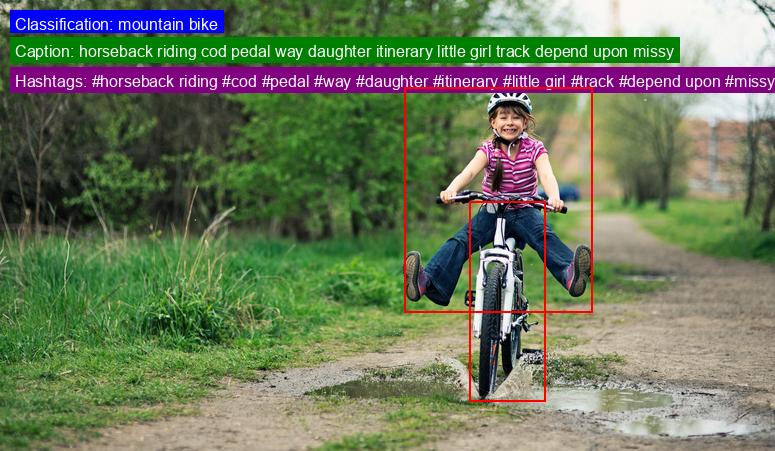 Classification: mountain bike
Caption: horseback riding cod pedal way daughter itinerary little girl track depend upon missy
Hashtags: #horseback riding #cod #pedal #way #daughter #itinerary #little girl #track #depend upon #missy